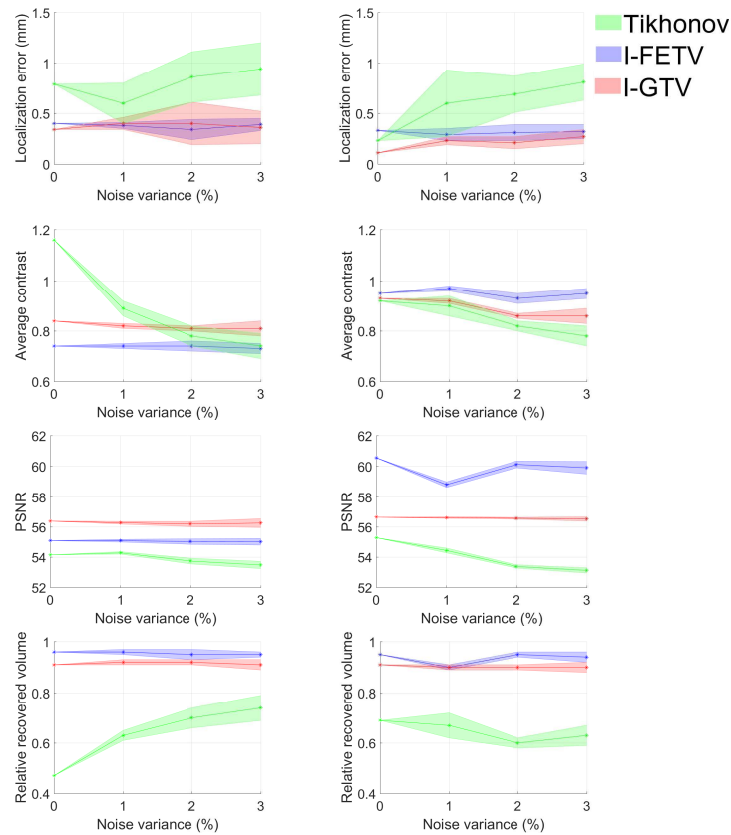 Tikhonov
I-FETV
I-GTV
Localization error (mm)
1.5
1
0.5
0
0 1 2 3
Noise variance (%)
Localization error (mm)
1.5
1
0.5
0
0 1 2 3
Noise variance (%)
Average contrast
1.2
1
0.8
0.6
0 1 2 3
Noise variance (%)
Average contrast
1.2
1
0.8
0.6
0 1 2 3
Noise variance (%)
PSNR
62
60
58
56
54
52
0 1 2 3
Noise variance (%)
PSNR
62
60
58
56
54
52
0 1 2 3
Noise variance (%)
Relative recovered volume
1
0.8
0.6
0.4
0 1 2 3
Noise variance (%)
Relative recovered volume
1
0.8
0.6
0.4
0 1 2 3
Noise variance (%)